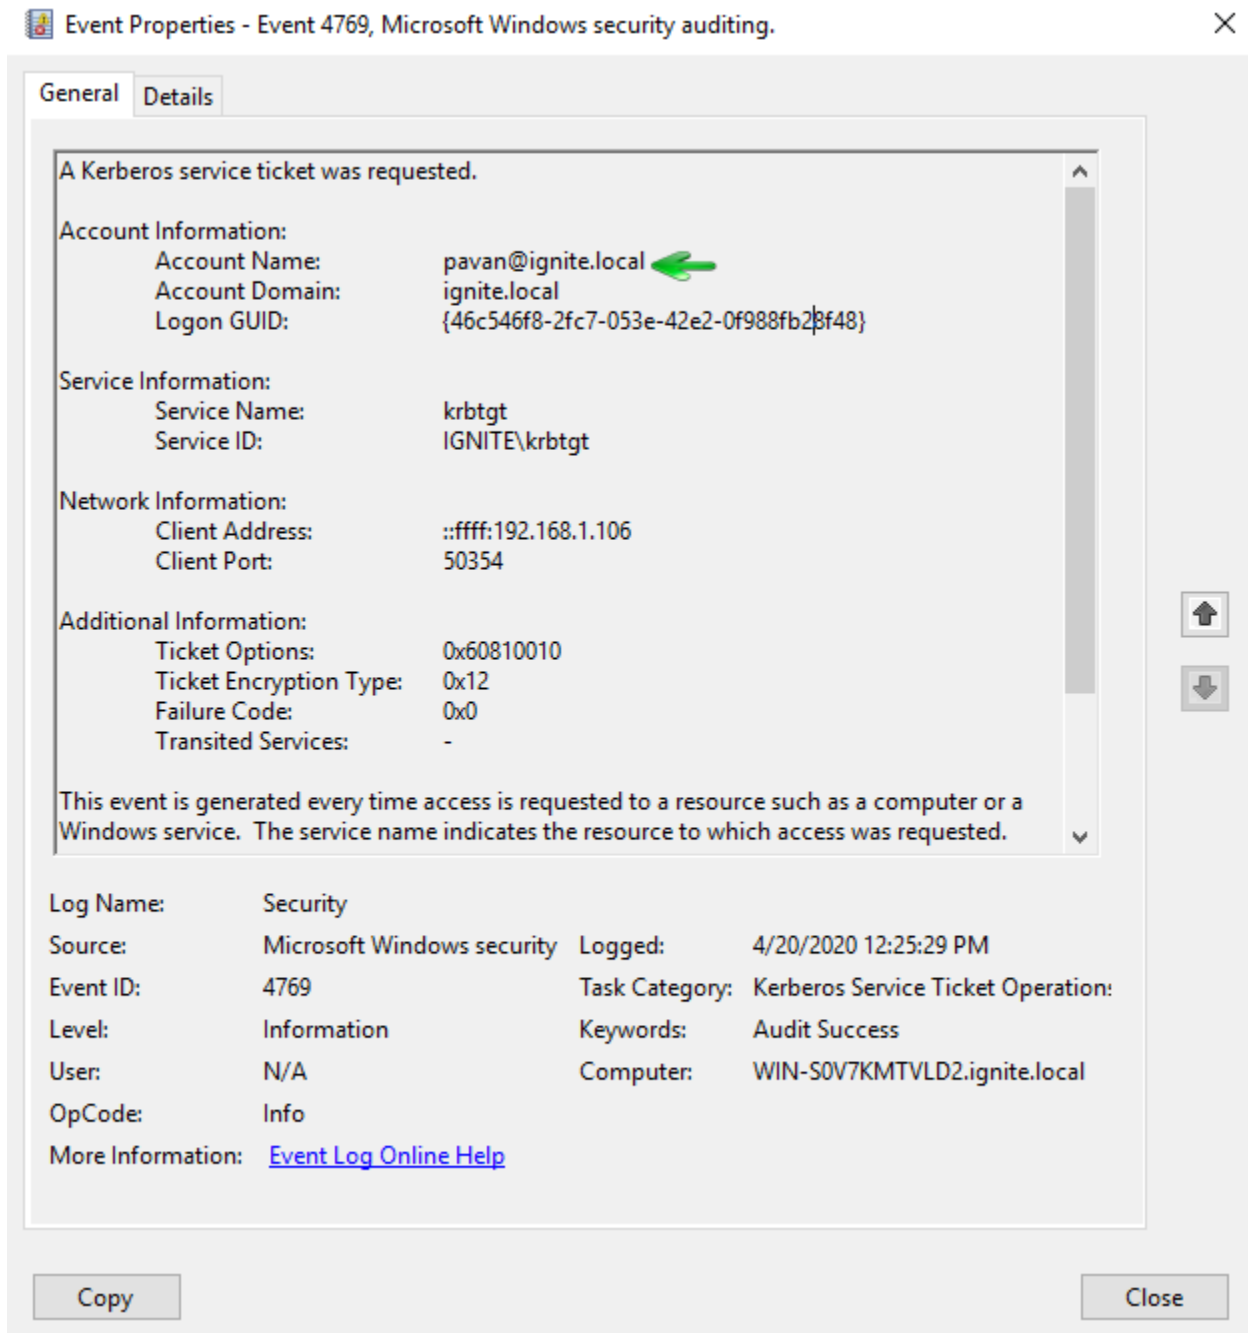 Event Properties - Event 4769, Microsoft Windows security auditing.
General Details
A Kerberos service ticket was requested.
Account Information:
Account Name: pavan@ignite.local
Account Domain: ignite.local
Logon GUID: {46c546f8-2fc7-053e-42e2-0f988fb28f48}
Service Information:
Service Name: krbtgt
Service ID: IGNITE\krbtgt
Network Information:
Client Address: ::ffff:192.168.1.106
Client Port: 50354
Additional Information:
Ticket Options: 0x60810010
Ticket Encryption Type: 0x12
Failure Code: 0x0
Transited Services: -
This event is generated every time access is requested to a resource such as a computer or a
Windows service. The service name indicates the resource to which access was requested.
Log Name: Security
Source: Microsoft Windows security Logged: 4/20/2020 12:25:29 PM
Event ID: 4769 Task Category: Kerberos Service Ticket Operations
Level: Information Keywords: Audit Success
User: N/A Computer: WIN-S0V7KMTVLD2.ignite.local
OpCode: Info
More Information: Event Log Online Help
Copy Close